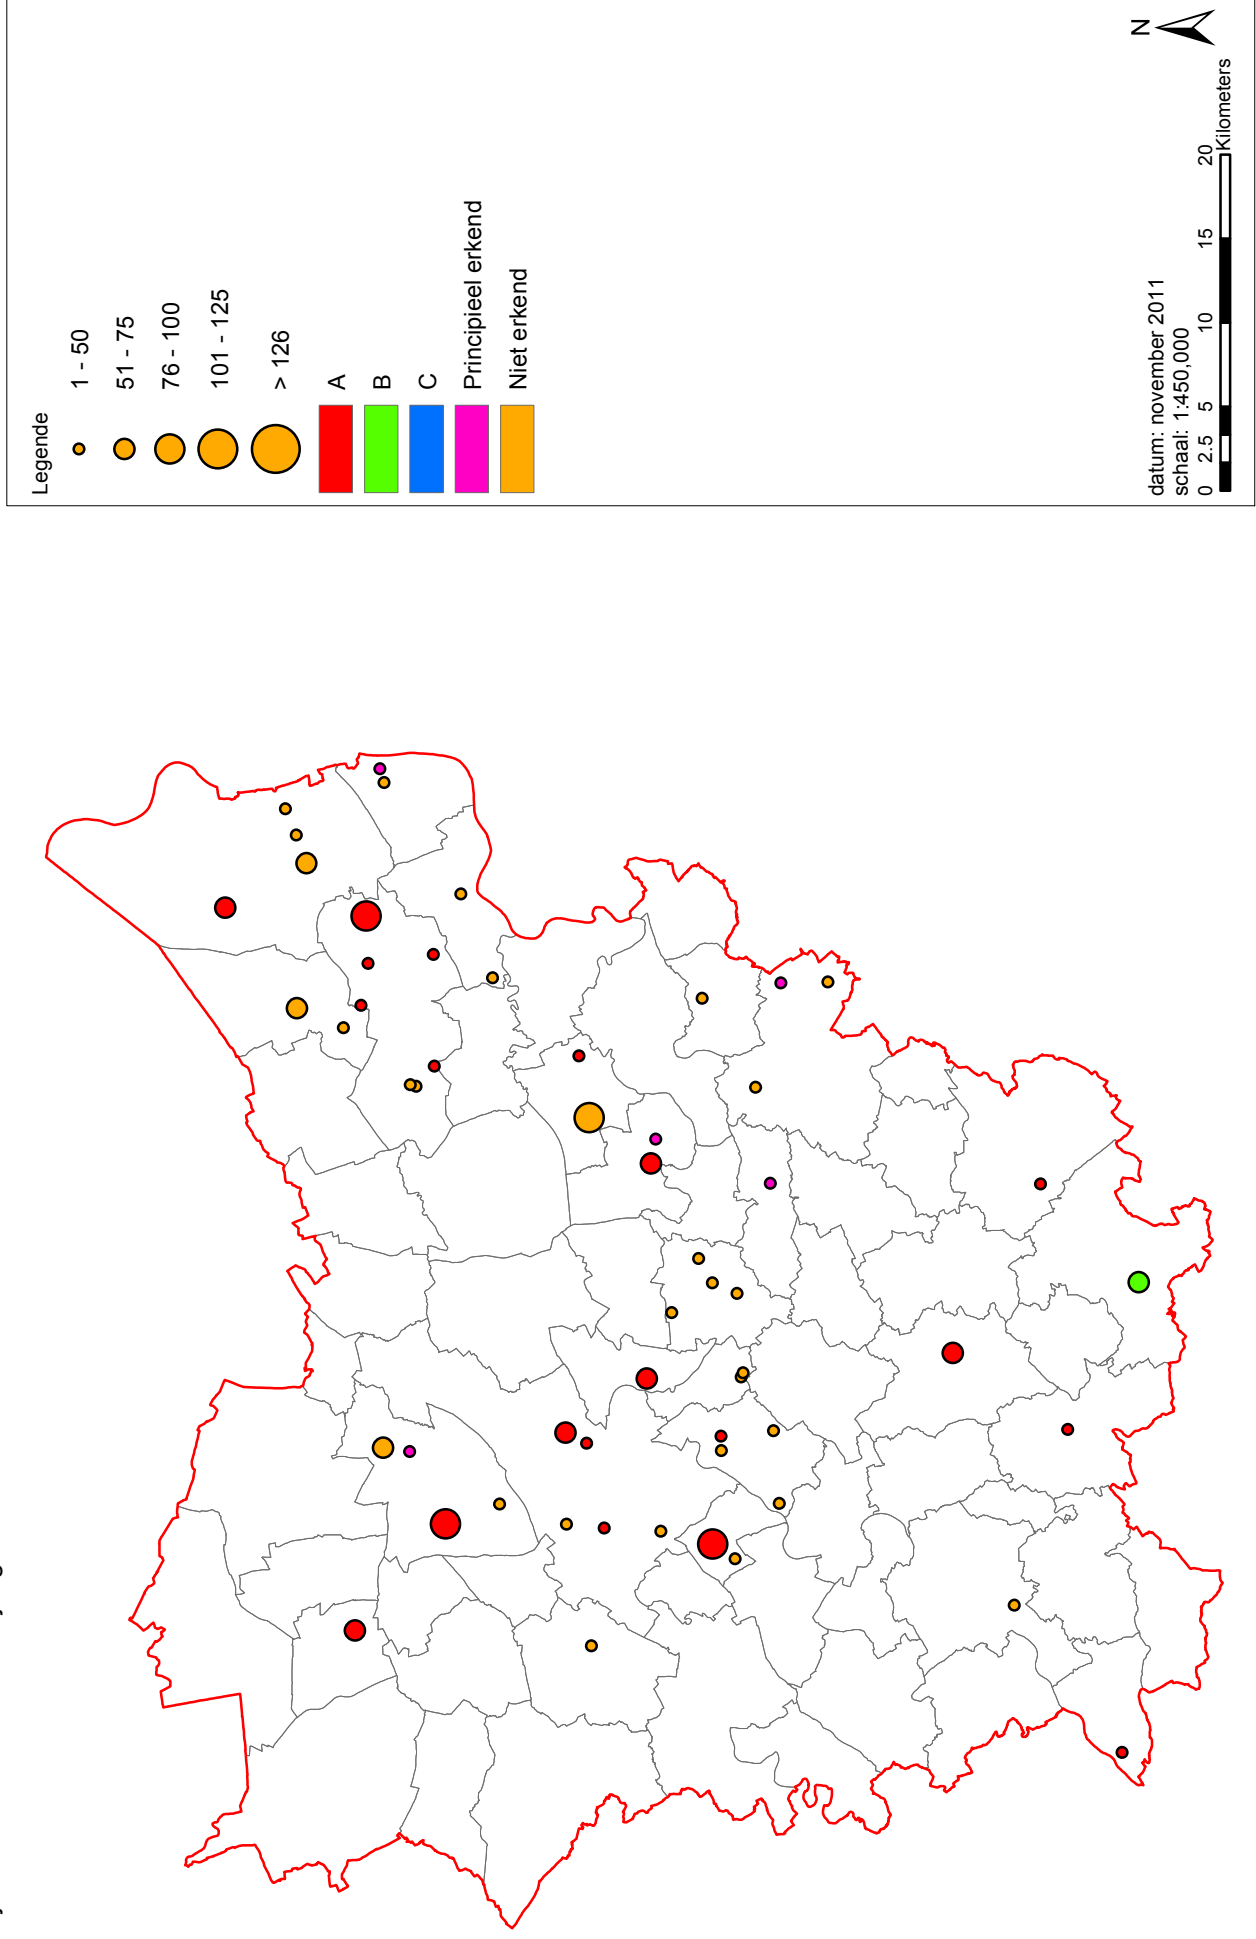 Legende
1 - 50
51 - 75
76 - 100
101 - 125
> 126
A
B
C
Principieel erkend
Niet erkend
datum: november 2011
schaal: 1:450,000
0 2.5 5 10 15 20
Kilometers
N